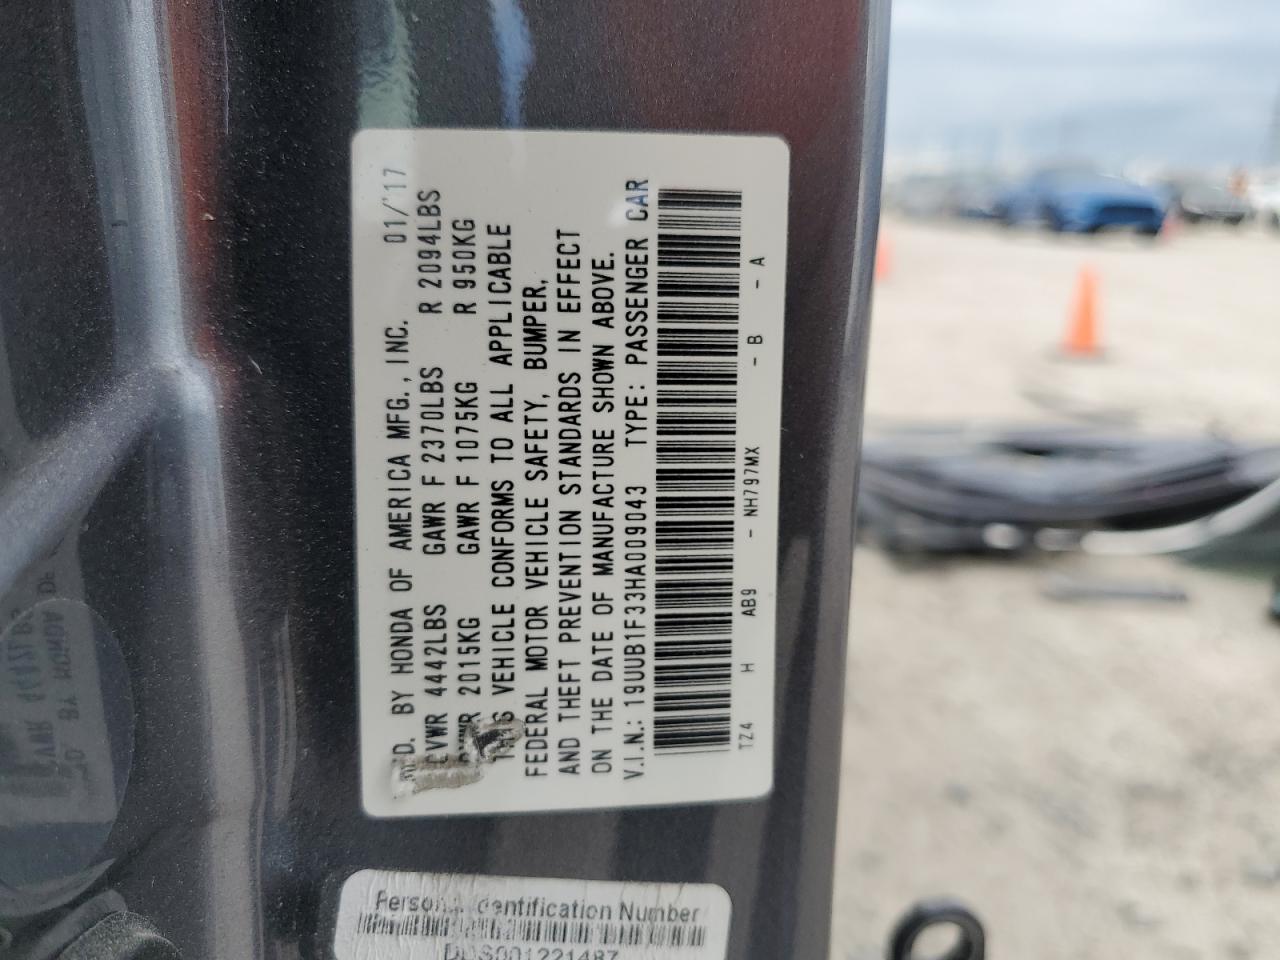 BY HONDA OF AMERICA MFG., INC. 01/'17
GVWR 4442LBS GAWR F 2370LBS R 2094LBS
2015KG GAWR F 1075KG R 950KG
THIS VEHICLE CONFORMS TO ALL APPLICABLE
FEDERAL MOTOR VEHICLE SAFETY, BUMPER,
AND THEFT PREVENTION STANDARDS IN EFFECT
ON THE DATE OF MANUFACTURE SHOWN ABOVE.
V.I.N.: 19UUB1F33HA009043 TYPE: PASSENGER CAR
TZ4 H AB9 - NH797MX - B - A
Personal Identification Number